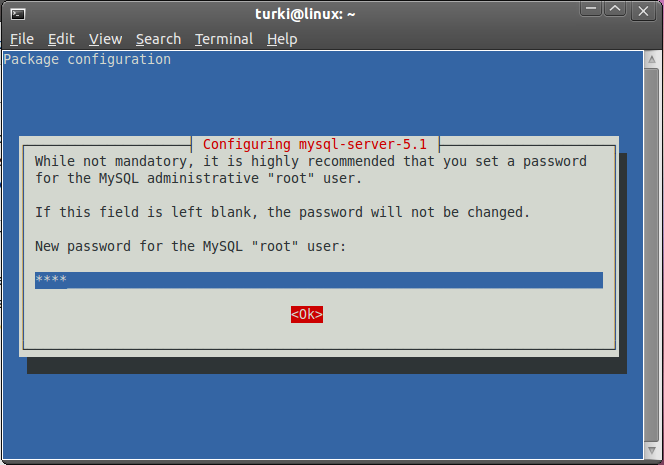 turki@linux: ~
File Edit View Search Terminal Help
Package configuration
Configuring mysql-server-5.1
While not mandatory, it is highly recommended that you set a password
for the MySQL administrative "root" user.
If this field is left blank, the password will not be changed.
New password for the MySQL "root" user:
****
<Ok>